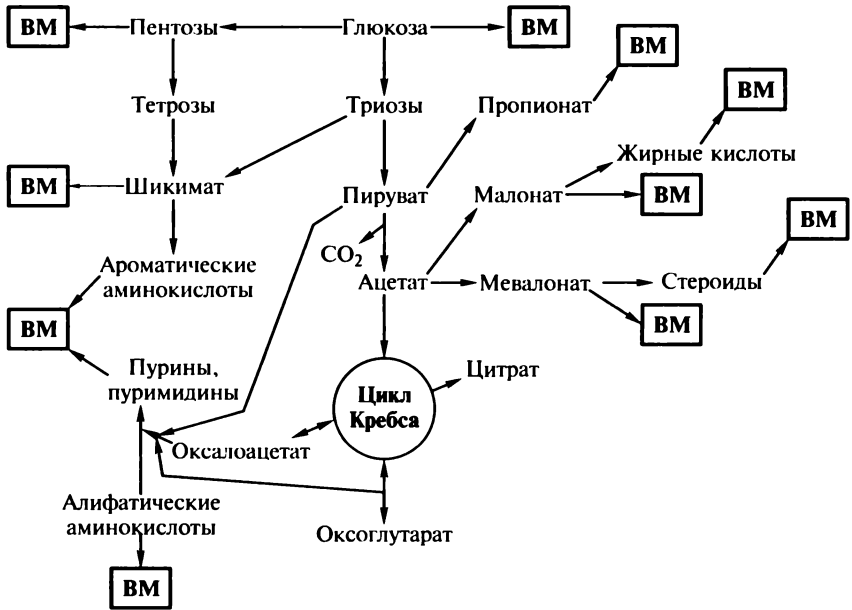 ВМ Пентозы Глюкоза ВМ
ВМ
Тетрозы Триозы Пропионат
ВМ
Жирные кислоты
ВМ Шикимат Пируват Малонат ВМ
ВМ
CO2
Ароматические
аминокислоты
Ацетат Мевалонат Стероиды
ВМ
ВМ
Пурины,
пуримидины
Цикл
Кребса
Цитрат
Оксалоацетат
Алифатические
аминокислоты
Оксоглутарат
ВМ